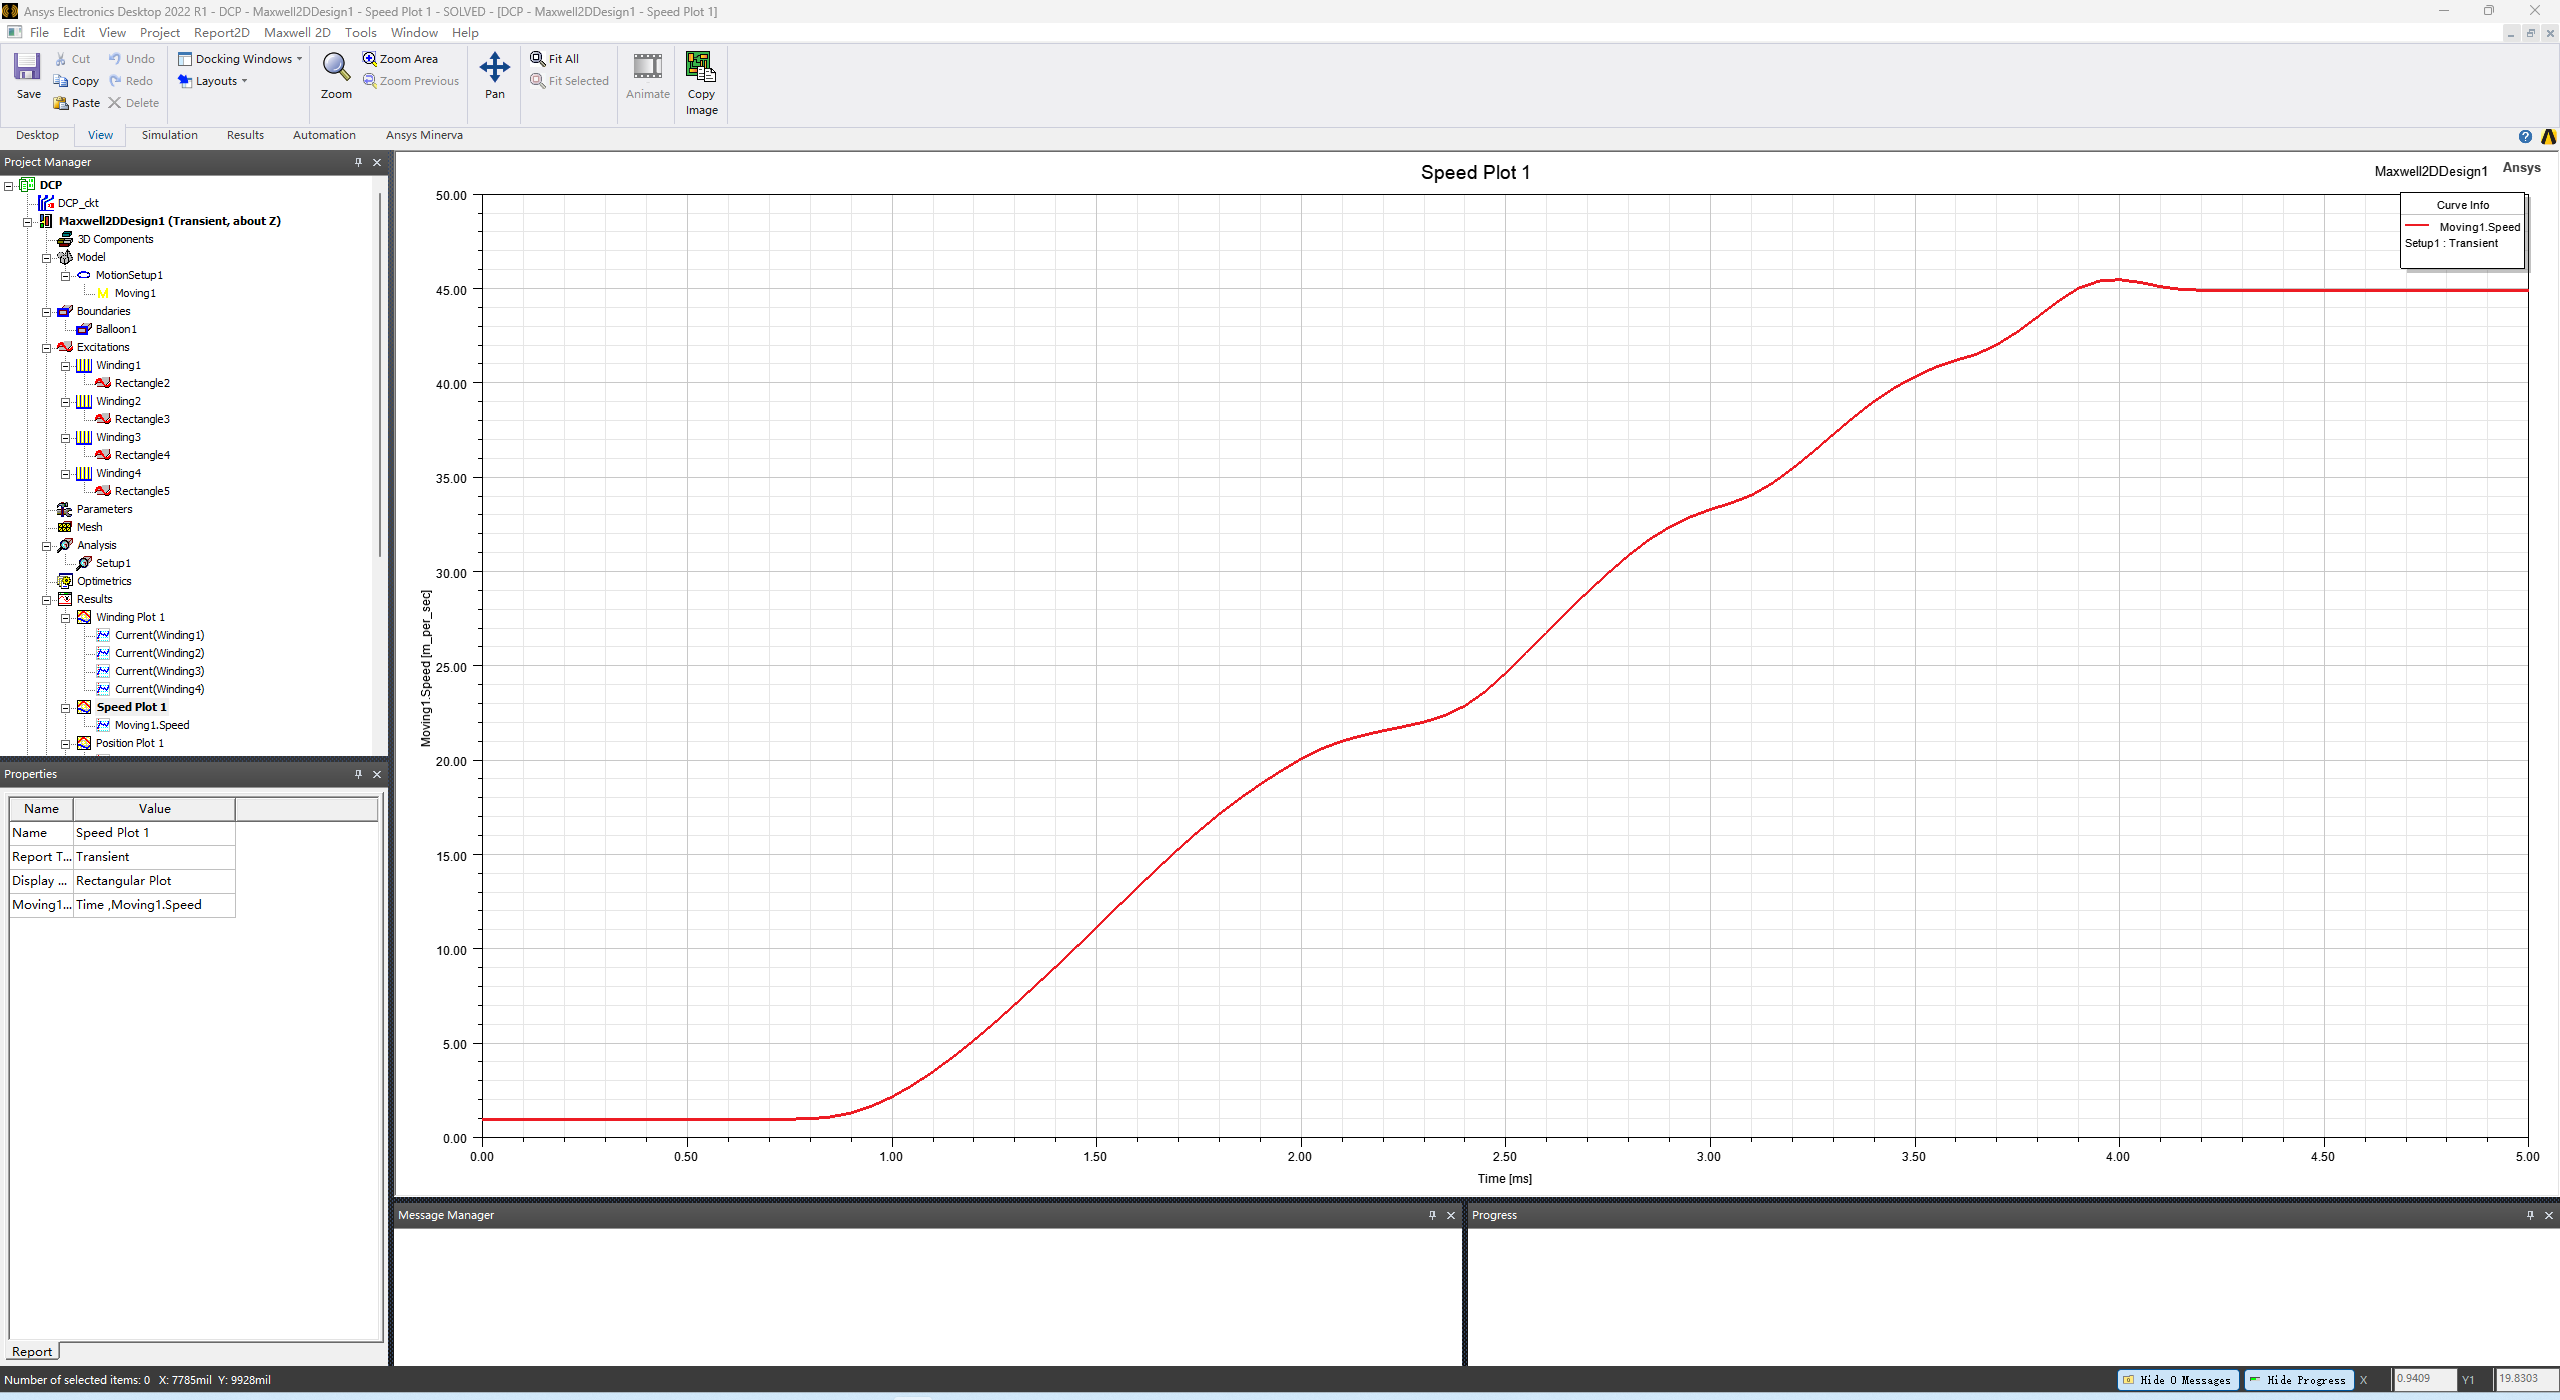 Ansys Electronics Desktop 2022 R1 - DCP - Maxwell2DDesign1 - Speed Plot 1 - SOLVED - [DCP - Maxwell2DDesign1 - Speed Plot 1]
File Edit View Project Report2D Maxwell 2D Tools Window Help
Save
Cut
Copy
Paste
Undo
Redo
Delete
Docking Windows
Layouts
Zoom
Zoom Area
Zoom Previous
Pan
Fit All
Fit Selected
Animate
Copy
Image
Desktop View Simulation Results Automation Ansys Minerva
Project Manager
DCP
DCP_ckt
Maxwell2DDesign1 (Transient, about Z)
3D Components
Model
MotionSetup1
Moving1
Boundaries
Balloon1
Excitations
Winding1
Rectangle2
Winding2
Rectangle3
Winding3
Rectangle4
Winding4
Rectangle5
Parameters
Mesh
Analysis
Setup1
Optimetrics
Results
Winding Plot 1
Current(Winding1)
Current(Winding2)
Current(Winding3)
Current(Winding4)
Speed Plot 1
Moving1.Speed
Position Plot 1
Properties
Name Value
Name Speed Plot 1
Report T... Transient
Display ... Rectangular Plot
Moving1... Time ,Moving1.Speed
Report
Speed Plot 1
Maxwell2DDesign1
Ansys
Curve Info
Moving1.Speed
Setup1 : Transient
Moving1.Speed [m_per_sec]
50.00
45.00
40.00
35.00
30.00
25.00
20.00
15.00
10.00
5.00
0.00
0.00 0.50 1.00 1.50 2.00 2.50 3.00 3.50 4.00 4.50 5.00
Time [ms]
Message Manager
Progress
Number of selected items: 0 X: 7785mil Y: 9928mil
Hide 0 Messages
Hide Progress
X 0.9409 Y1 19.8303